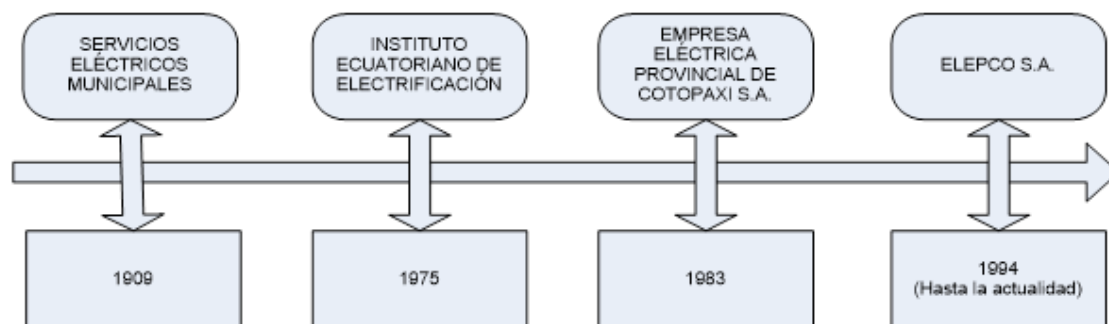 SERVICIOS
ELÉCTRICOS
MUNICIPALES
INSTITUTO
ECUATORIANO DE
ELECTRIFICACIÓN
EMPRESA
ELÉCTRICA
PROVINCIAL DE
COTOPAXI S.A.
ELEPCO S.A.
1909
1975
1983
1994
(Hasta la actualidad)